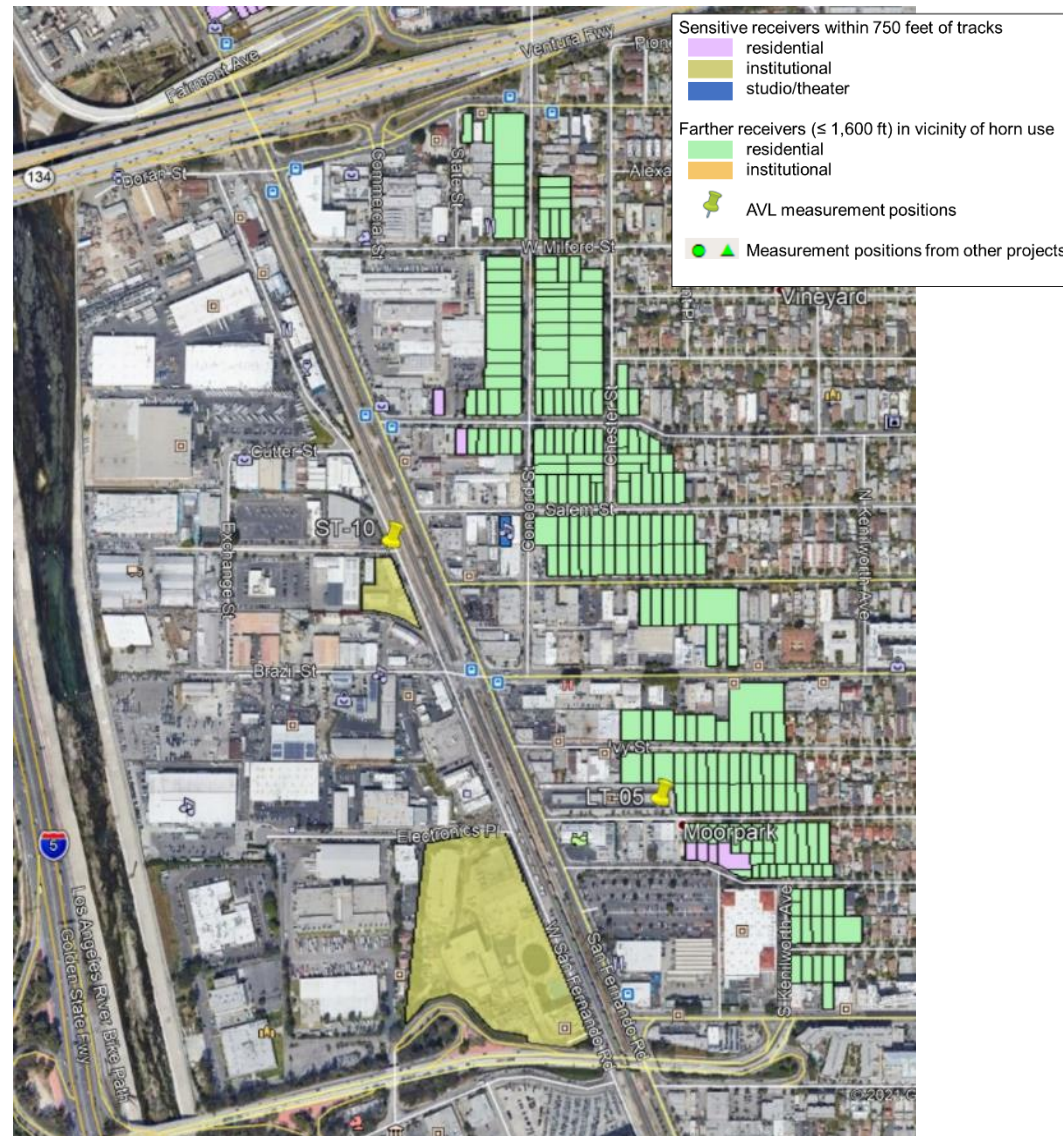 Sensitive receivers within 750 feet of tracks
residential
institutional
studio/theater
Farther receivers (≤ 1,600 ft) in vicinity of horn use
residential
institutional
AVL measurement positions
Measurement positions from other projects
Ventura Fwy
Fairmont Ave
134
Commercial St
State St
W Milford St
Vineyard
Chester St
Cutter St
Concord St
Salem St
ST-10
Exchange St
N Kenilworth Ave
Brazil St
Ivy St
LT-05
Moorpark
Electronics Pl
5
Los Angeles River Bike Path
Golden State Fwy
W San Fernando Rd
San Fernando Rd
S Kenilworth Ave